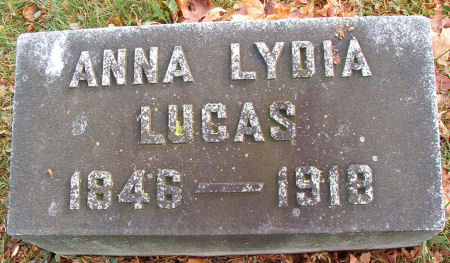 ANNA LYDIA
LUCAS
1846 — 1918